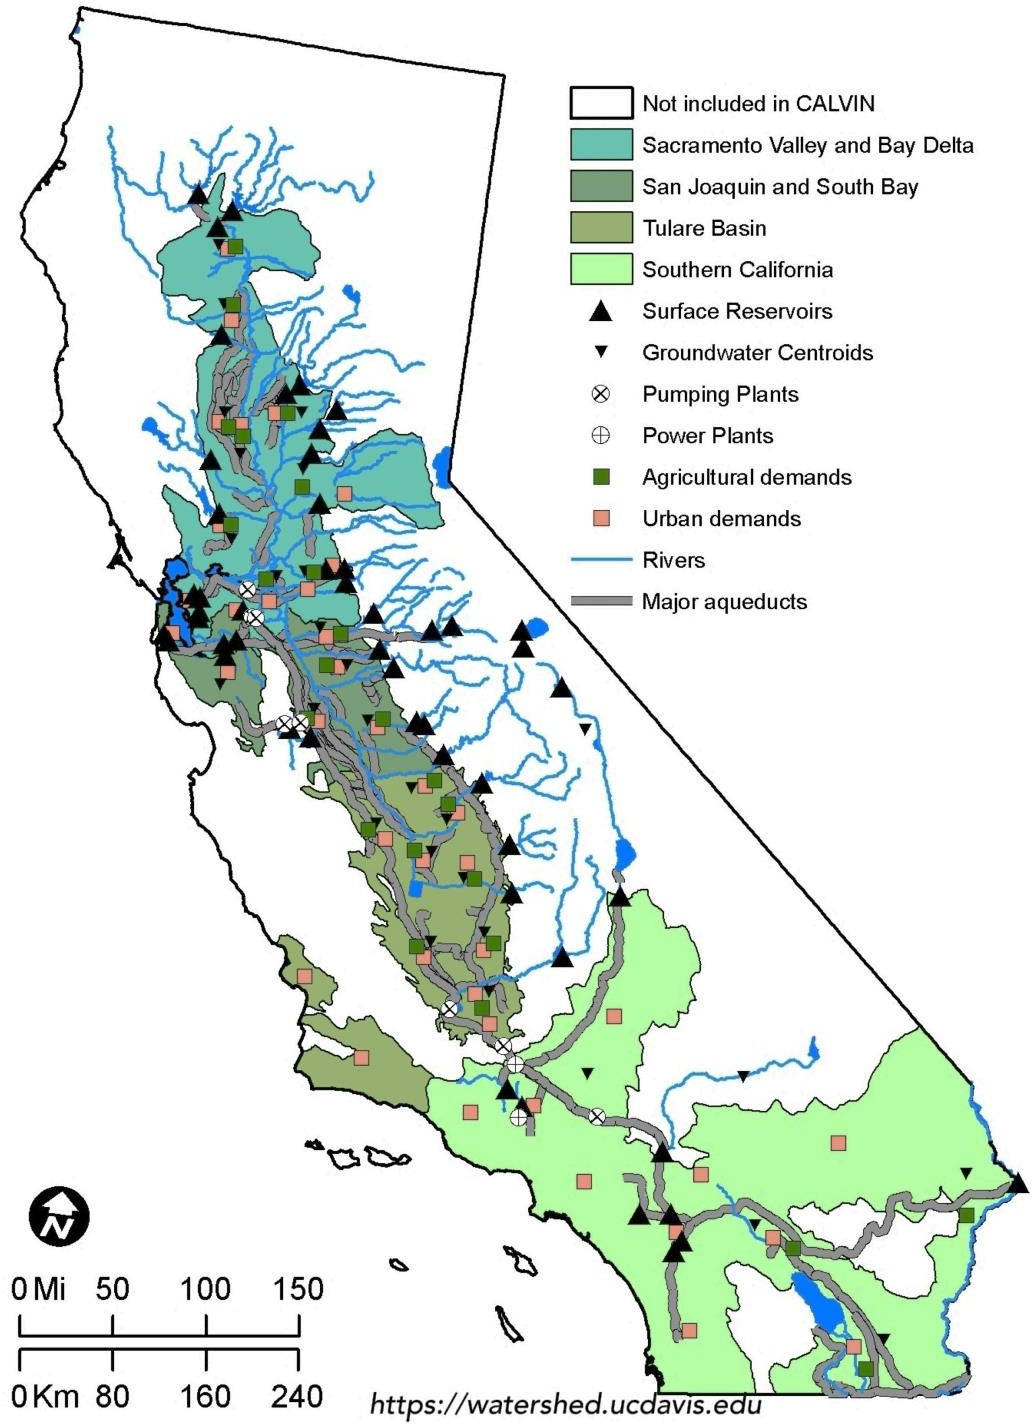 Not included in CALVIN
Sacramento Valley and Bay Delta
San Joaquin and South Bay
Tulare Basin
Southern California
Surface Reservoirs
Groundwater Centroids
Pumping Plants
Power Plants
Agricultural demands
Urban demands
Rivers
Major aqueducts
N
0 Mi 50 100 150
0 Km 80 160 240
https://watershed.ucdavis.edu